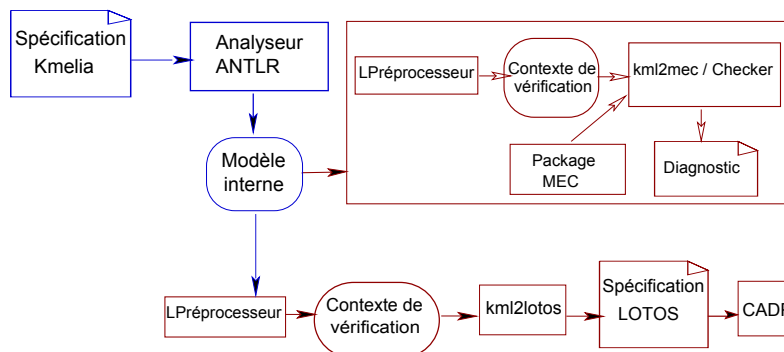 Spécification
Kmelia
Analyseur
ANTLR
LPréprocesseur
Contexte de
vérification
kml2mec / Checker
Modèle
interne
Package
MEC
Diagnostic
LPréprocesseur
Contexte de
vérification
kml2lotos
Spécification
LOTOS